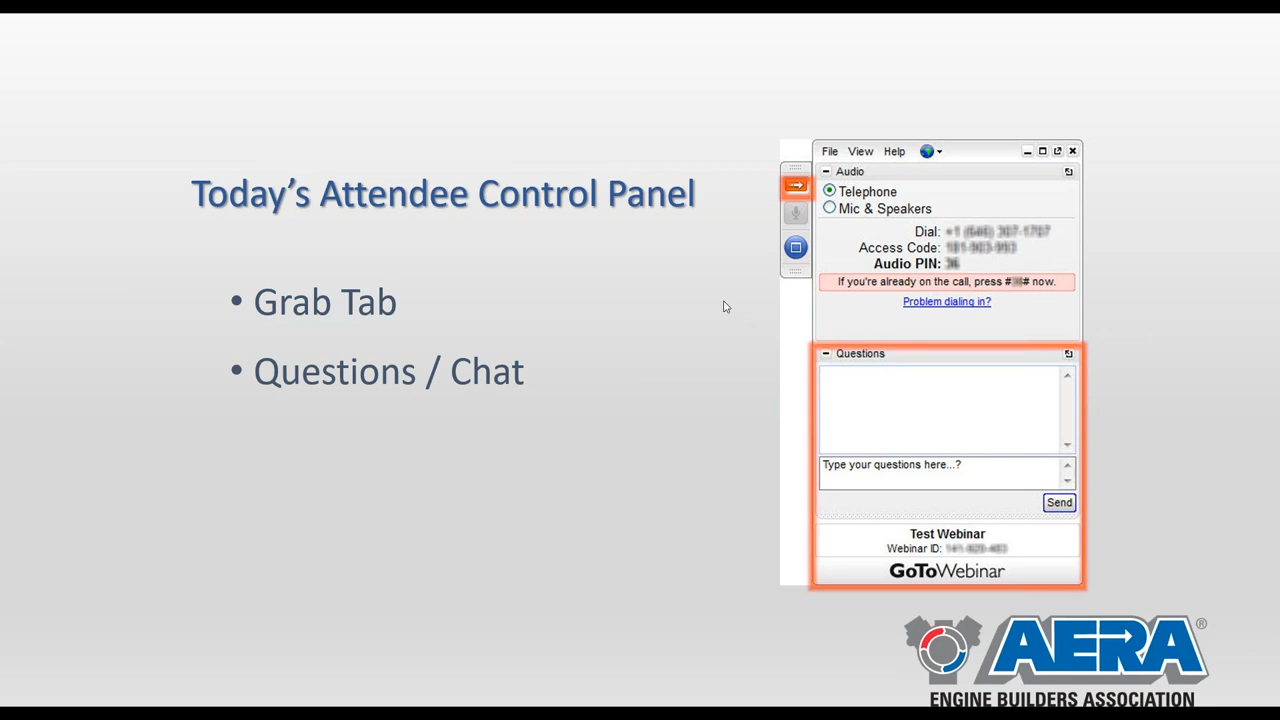 Today's Attendee Control Panel
• Grab Tab
• Questions / Chat
File View Help
Audio
Telephone
Mic & Speakers
Dial:
Access Code:
Audio PIN:
If you're already on the call, press # # now.
Problem dialing in?
Questions
Type your questions here...?
Send
Test Webinar
Webinar ID:
GoToWebinar
AERA®
ENGINE BUILDERS ASSOCIATION